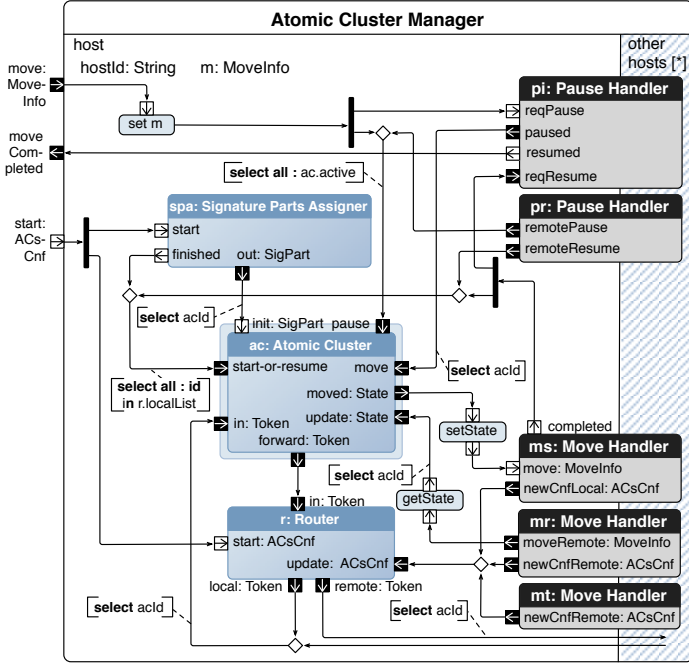 Atomic Cluster Manager
host
other
hosts [*]
hostId: String
m: MoveInfo
move:
Move-
Info
set m
move
Com-
pleted
start:
ACs-
Cnf
pi: Pause Handler
reqPause
paused
resumed
reqResume
select all : ac.active
pr: Pause Handler
remotePause
remoteResume
spa: Signature Parts Assigner
start
finished
out: SigPart
select acId
init: SigPart
pause
ac: Atomic Cluster
start-or-resume
move
moved: State
update: State
in: Token
forward: Token
select all : id
in r.localList
select acId
setState
completed
ms: Move Handler
move: MoveInfo
newCnfLocal: ACsCnf
select acId
getState
in: Token
r: Router
start: ACsCnf
update: ACsCnf
mr: Move Handler
moveRemote: MoveInfo
newCnfRemote: ACsCnf
local: Token
remote: Token
mt: Move Handler
newCnfRemote: ACsCnf
select acId
select acId